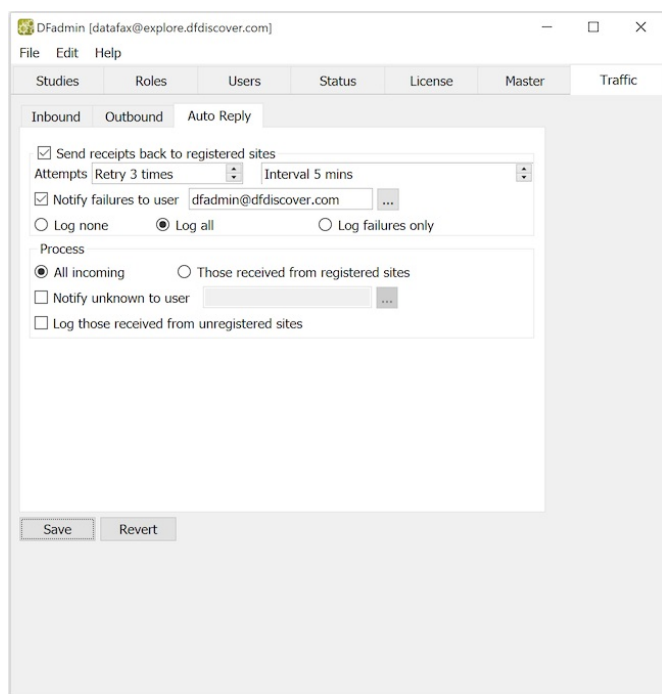 DFadmin [datafax@explore.dfdiscover.com]
File Edit Help
Studies Roles Users Status License Master Traffic
Inbound Outbound Auto Reply
Send receipts back to registered sites
Attempts Retry 3 times Interval 5 mins
Notify failures to user dfadmin@dfdiscover.com ...
Log none Log all Log failures only
Process
All incoming Those received from registered sites
Notify unknown to user ...
Log those received from unregistered sites
Save Revert